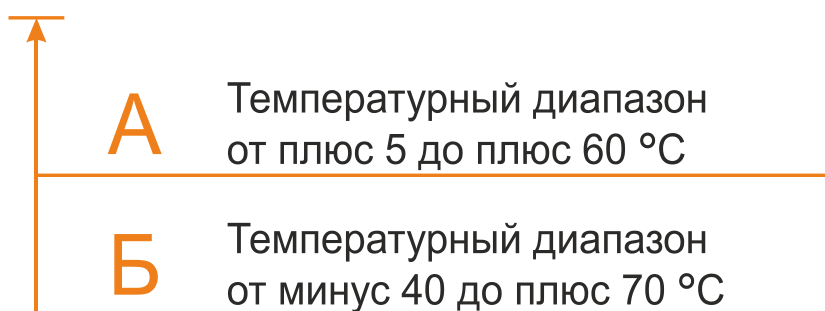 А
Температурный диапазон
от плюс 5 до плюс 60 °С
Б
Температурный диапазон
от минус 40 до плюс 70 °С